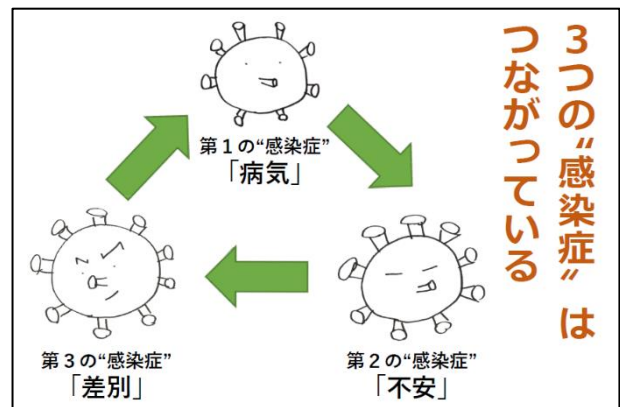 ３つの“感染症”は
つながっている
第１の“感染症”
「病気」
第２の“感染症”
「不安」
第３の“感染症”
「差別」